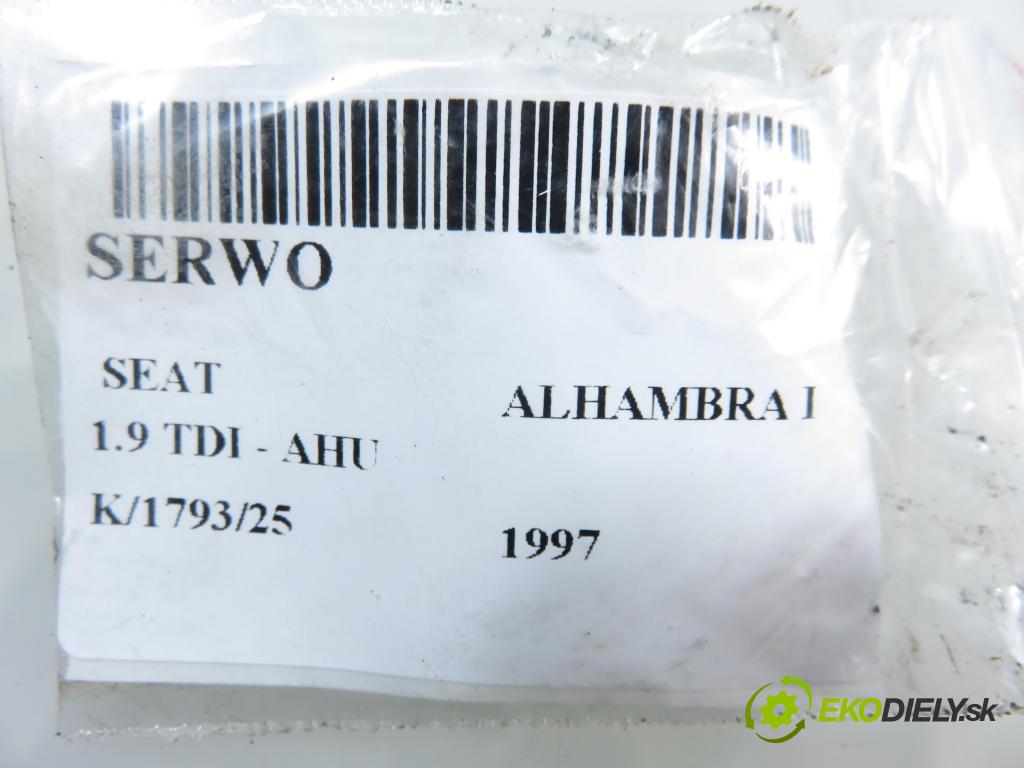 SERWO
SEAT
ALHAMBRA I
1.9 TDI - AHU
K/1793/25
1997
EKODIELY.sk